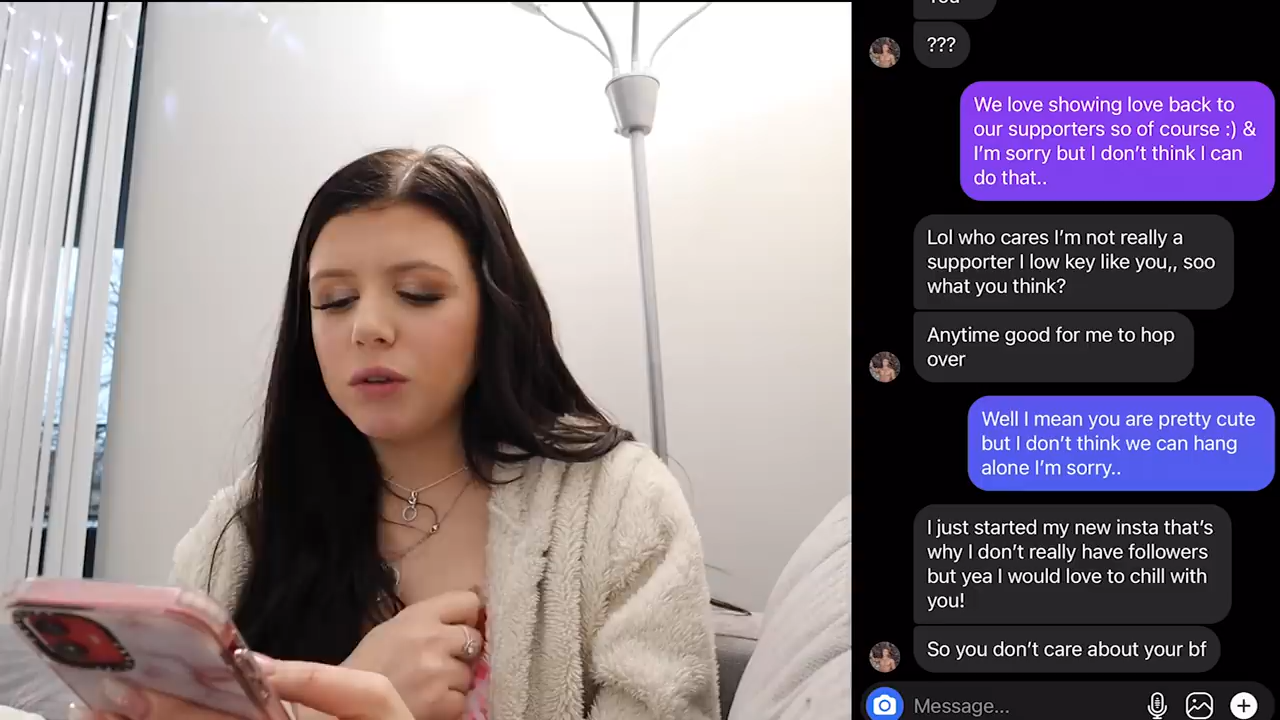 ???
We love showing love back to
our supporters so of course :) &
I'm sorry but I don't think I can
do that..
Lol who cares I'm not really a
supporter I low key like you,, soo
what you think?
Anytime good for me to hop
over
Well I mean you are pretty cute
but I don't think we can hang
alone I'm sorry..
I just started my new insta that's
why I don't really have followers
but yea I would love to chill with
you!
So you don't care about your bf
Message...